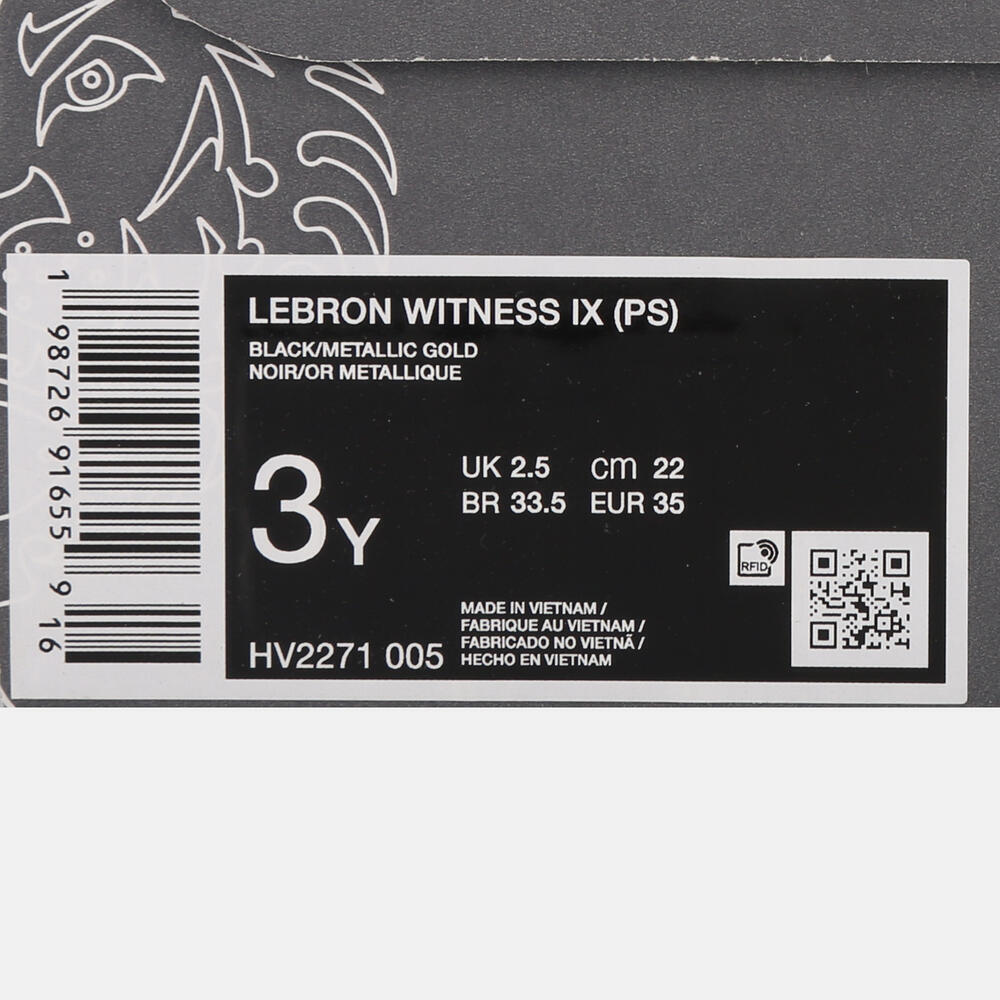 1 98726 91655 9 16
LEBRON WITNESS IX (PS)
BLACK/METALLIC GOLD
NOIR/OR METALLIQUE
3Y
UK 2.5 cm 22
BR 33.5 EUR 35
RFID
MADE IN VIETNAM /
FABRIQUE AU VIETNAM /
FABRICADO NO VIETNÃ /
HECHO EN VIETNAM
HV2271 005